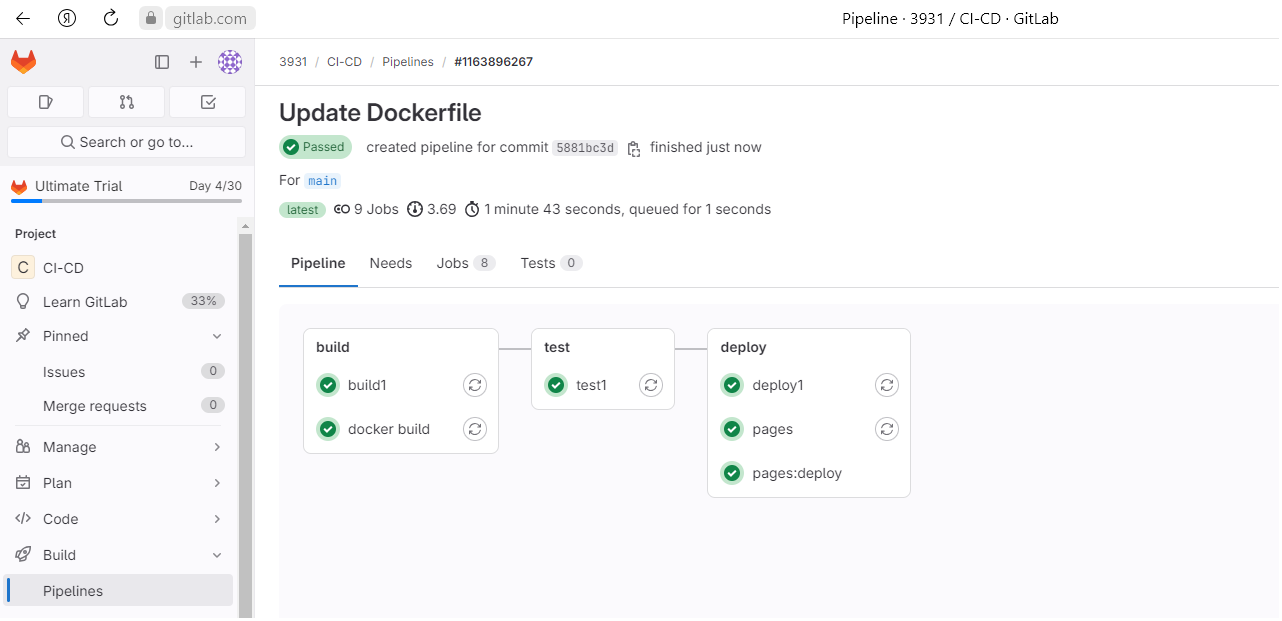 Я
gitlab.com
Pipeline · 3931 / CI-CD · GitLab
3931 / CI-CD / Pipelines / #1163896267
Update Dockerfile
Passed created pipeline for commit 5881bc3d finished just now
For main
latest 9 Jobs 3.69 1 minute 43 seconds, queued for 1 seconds
Pipeline Needs Jobs 8 Tests 0
build
build1
docker build
test
test1
deploy
deploy1
pages
pages:deploy
Search or go to...
Ultimate Trial Day 4/30
Project
C CI-CD
Learn GitLab 33%
Pinned
Issues 0
Merge requests 0
Manage
Plan
Code
Build
Pipelines